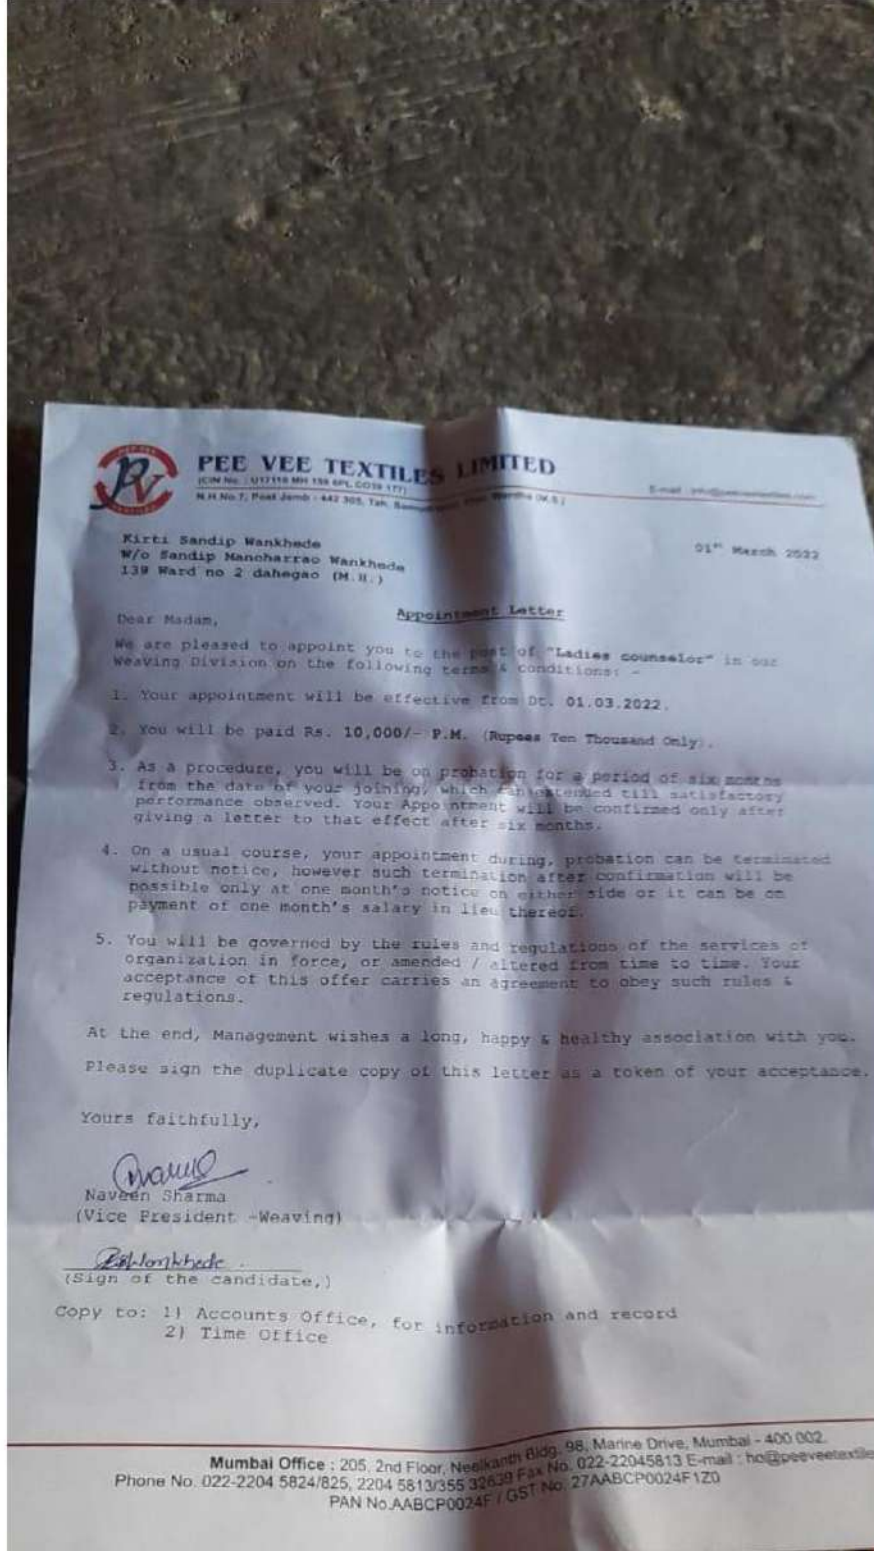 PEE VEE
PV
TEXTILES
PEE VEE TEXTILES LIMITED
(CIN No. : U17110 MH
N.H.No.7, Post Jamb - 442 305, Tah. Wardha (M.S.)
E-mail :
Kirti Sandip Wankhede
01st March 2022
W/o Sandip Manoharrao Wankhede
139 Ward no 2 dahegao (M.H.)
Appointment Letter
Dear Madam,
We are pleased to appoint you to the post of "Ladies counselor" in our
Weaving Division on the following terms & conditions: -
1. Your appointment will be effective from Dt. 01.03.2022.
2. You will be paid Rs. 10,000/- P.M. (Rupees Ten Thousand Only).
3. As a procedure, you will be on probation for a period of six months
from the date of your joining, which can extended till satisfactory
performance observed. Your Appointment will be confirmed only after
giving a letter to that effect after six months.
4. On a usual course, your appointment during, probation can be terminated
without notice, however such termination after confirmation will be
possible only at one month's notice on either side or it can be on
payment of one month's salary in lieu thereof.
5. You will be governed by the rules and regulations of the services of
organization in force, or amended / altered from time to time. Your
acceptance of this offer carries an agreement to obey such rules &
regulations.
At the end, Management wishes a long, happy & healthy association with you.
Please sign the duplicate copy of this letter as a token of your acceptance.
Yours faithfully,
Naveen Sharma
(Vice President -Weaving)
(Sign of the candidate,)
Copy to: 1) Accounts Office, for information and record
2) Time Office
Mumbai Office : 205, 2nd Floor, Neelkanth Bldg. 98, Marine Drive, Mumbai - 400 002.
Phone No. 022-2204 5824/825, 2204 5813/355 32639 Fax No. 022-22045813 E-mail : ho@peeveetextile
PAN No.AABCP0024F / GST No. 27AABCP0024F1Z0